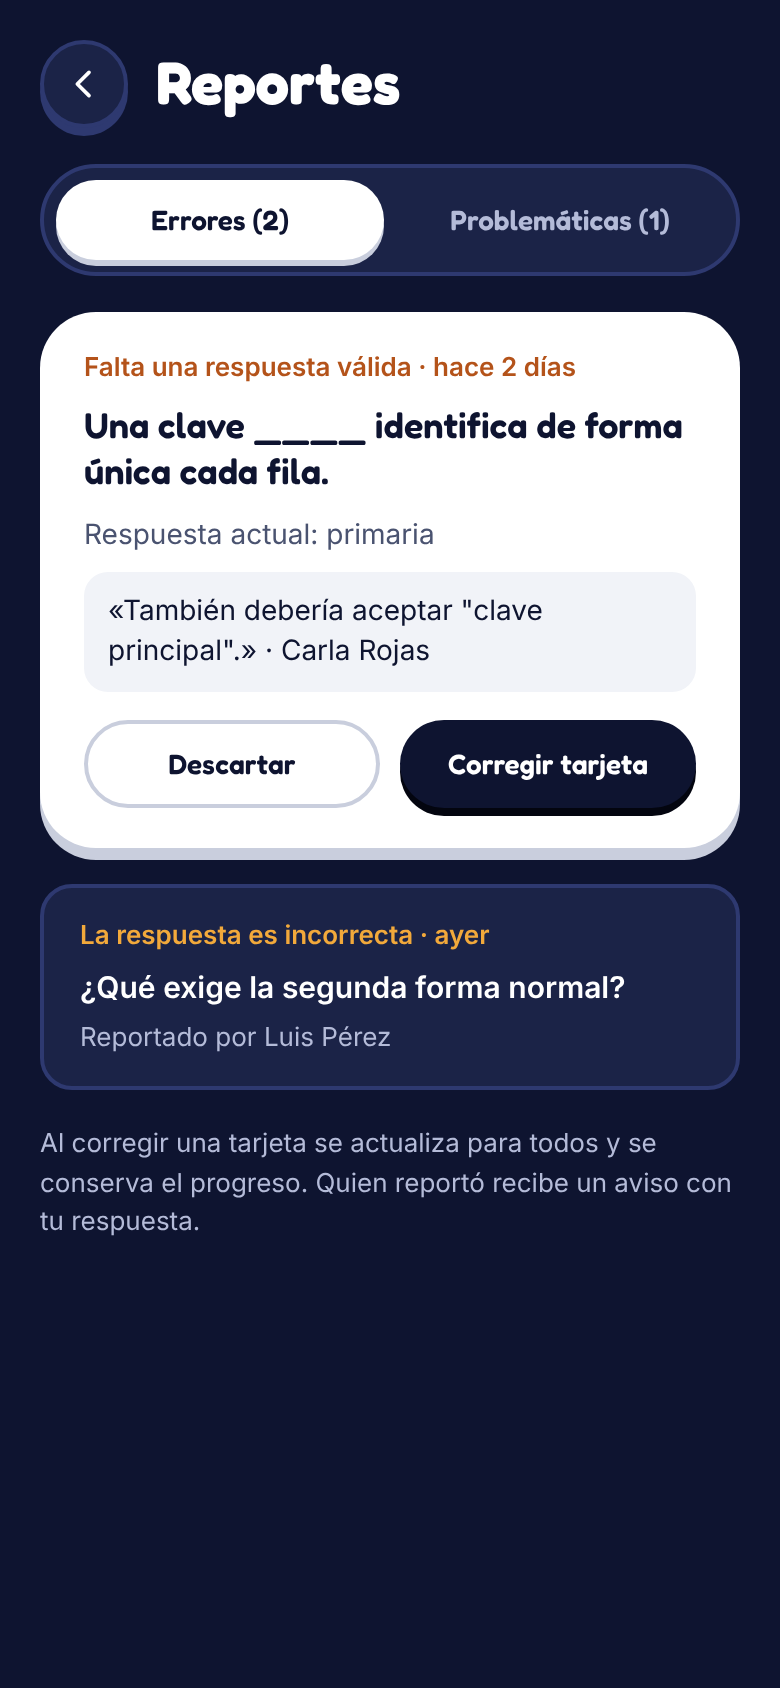 Reportes
Errores (2)
Problemáticas (1)
Falta una respuesta válida · hace 2 días
Una clave ____ identifica de forma
única cada fila.
Respuesta actual: primaria
«También debería aceptar "clave
principal".» · Carla Rojas
Descartar
Corregir tarjeta
La respuesta es incorrecta · ayer
¿Qué exige la segunda forma normal?
Reportado por Luis Pérez
Al corregir una tarjeta se actualiza para todos y se
conserva el progreso. Quien reportó recibe un aviso con
tu respuesta.